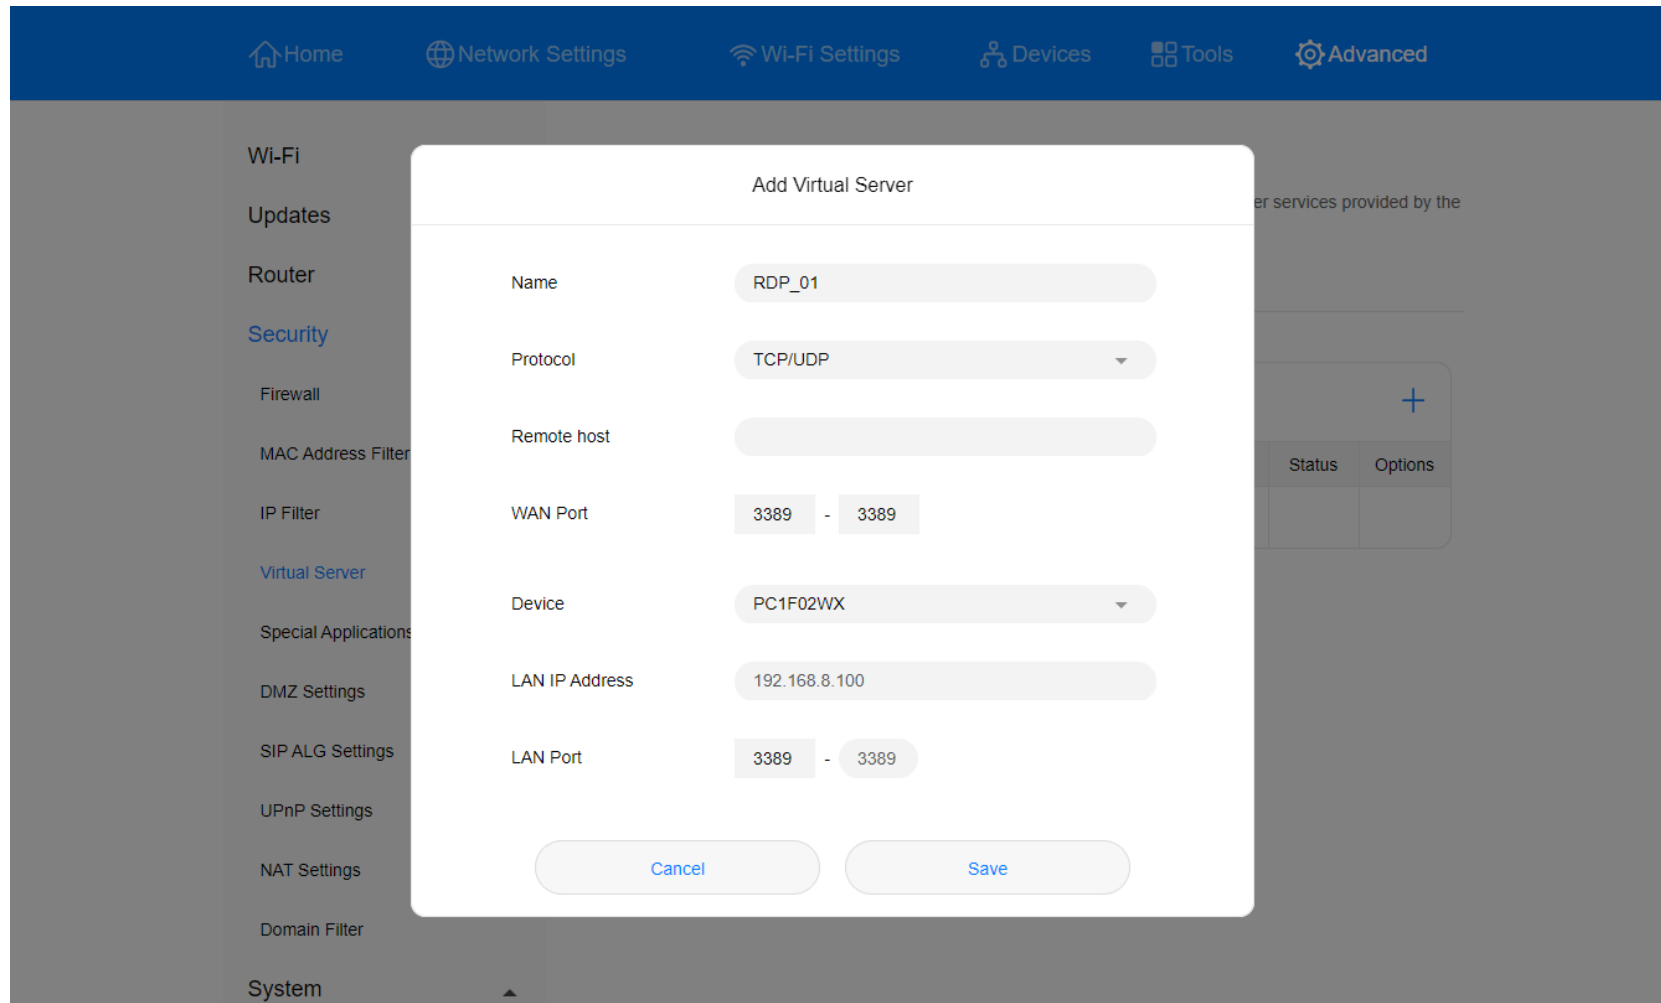 Home Network Settings Wi-Fi Settings Devices Tools Advanced
Wi-Fi
Updates
Router
Security
Firewall
MAC Address Filter
IP Filter
Virtual Server
Special Applications
DMZ Settings
SIP ALG Settings
UPnP Settings
NAT Settings
Domain Filter
System
er services provided by the
Status Options
Add Virtual Server
Name RDP_01
Protocol TCP/UDP
Remote host
WAN Port 3389 - 3389
Device PC1F02WX
LAN IP Address 192.168.8.100
LAN Port 3389 - 3389
Cancel Save